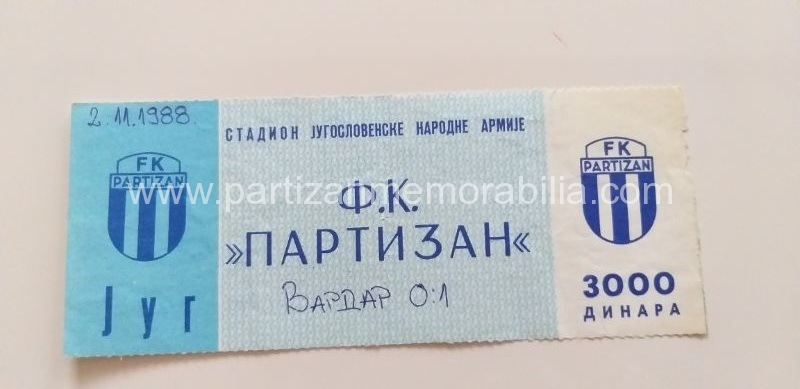 2.11.1988.
FK
PARTIZAN
Југ
СТАДИОН ЈУГОСЛОВЕНСКЕ НАРОДНЕ АРМИЈЕ
Ф.К.
»ПАРТИЗАН«
ВАРДАР 0:1
FK
PARTIZAN
3000
ДИНАРА
www.partizanmemorabilia.com